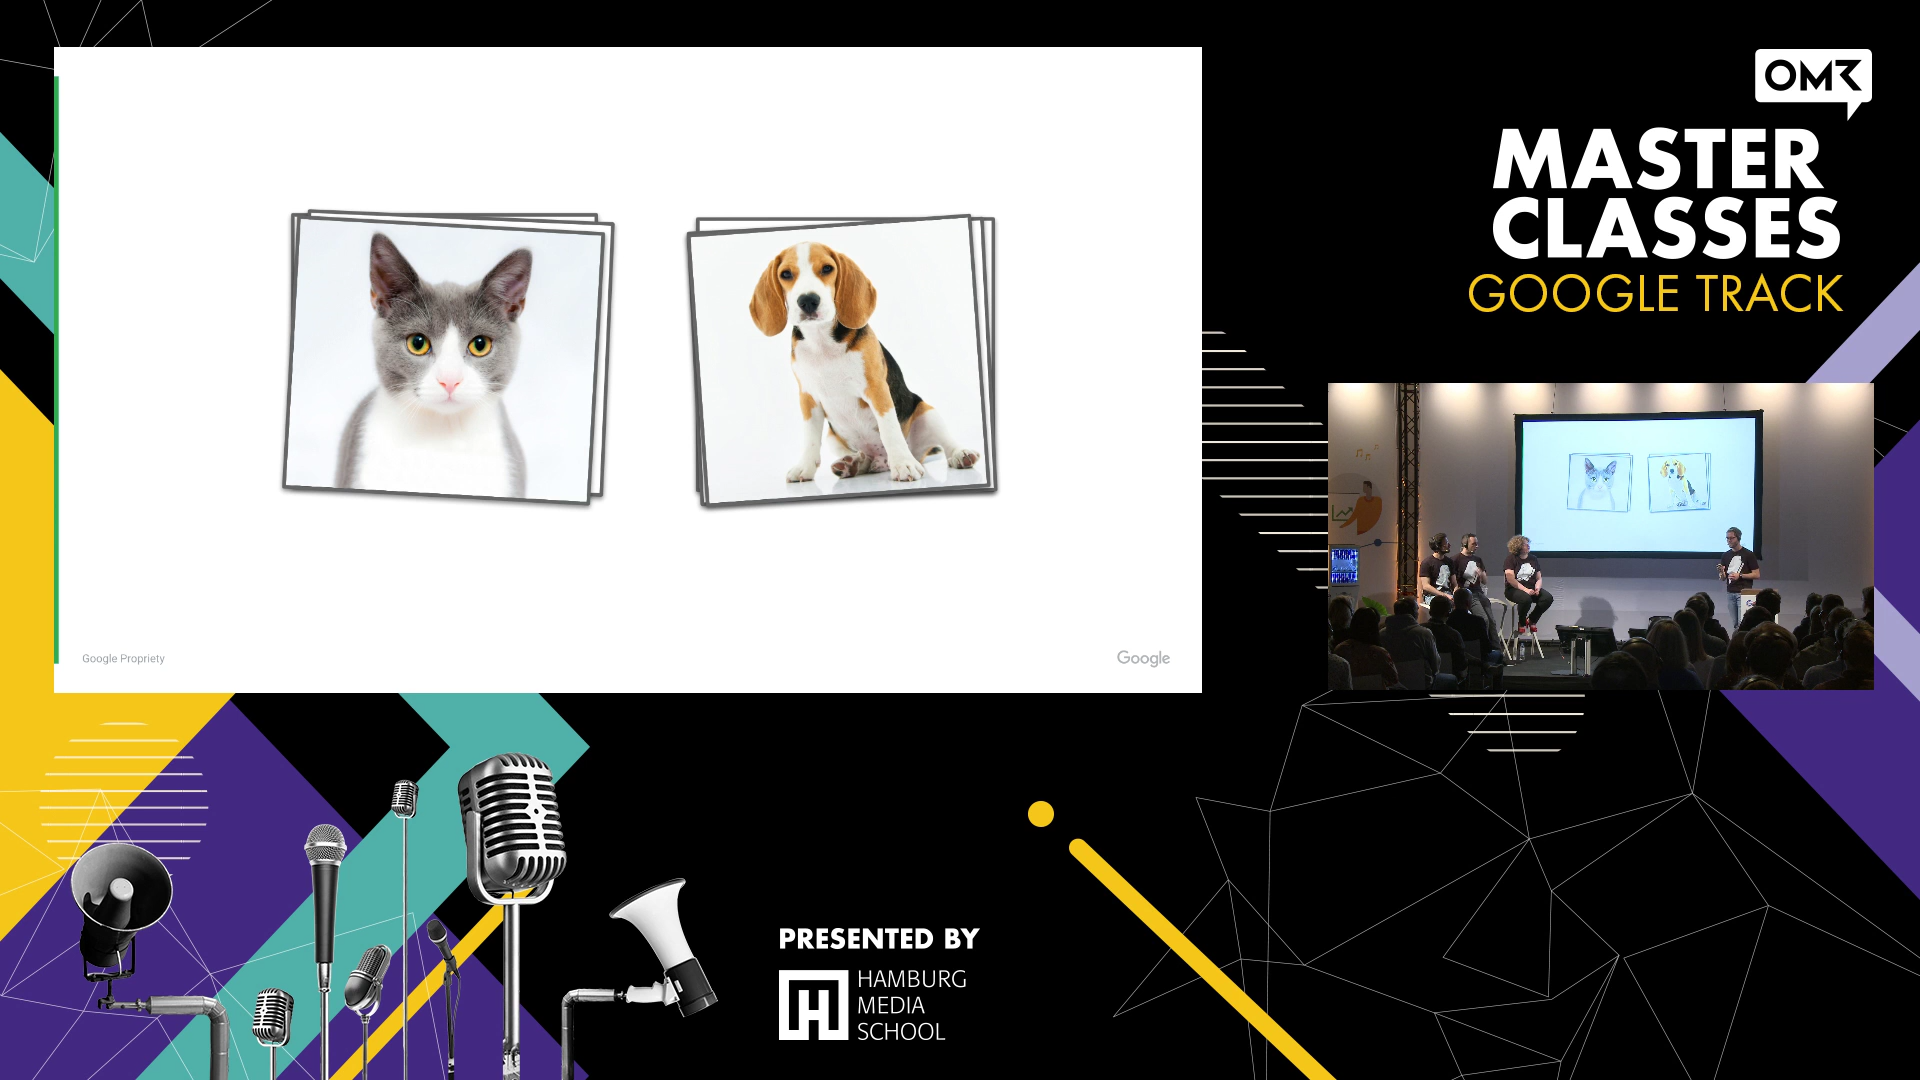 OMR
MASTER
CLASSES
GOOGLE TRACK
Google Propriety
Google
PRESENTED BY
H
HAMBURG
MEDIA
SCHOOL